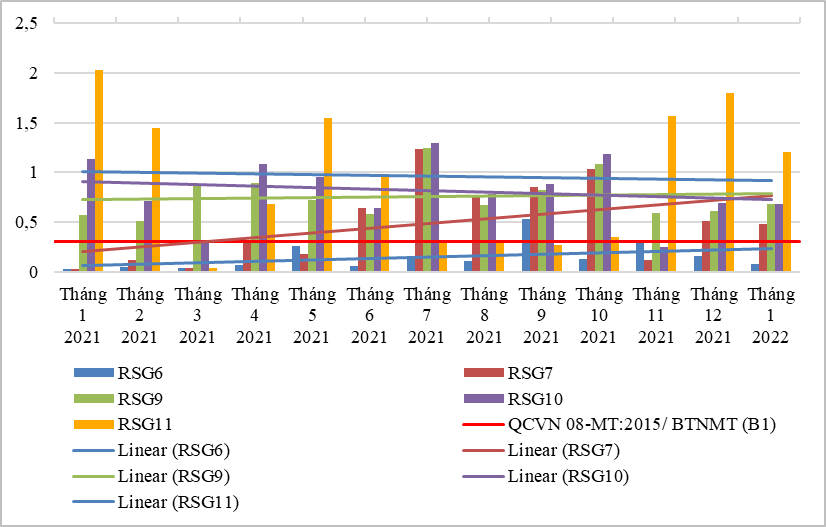 2,5
2
1,5
1
0,5
0
Tháng Tháng Tháng Tháng Tháng Tháng Tháng Tháng Tháng Tháng Tháng Tháng Tháng
1 2 3 4 5 6 7 8 9 10 11 12 1
2021 2021 2021 2021 2021 2021 2021 2021 2021 2021 2021 2021 2022
RSG6 RSG7
RSG9 RSG10
RSG11 QCVN 08-MT:2015/ BTNMT (B1)
Linear (RSG6) Linear (RSG7)
Linear (RSG9) Linear (RSG10)
Linear (RSG11)